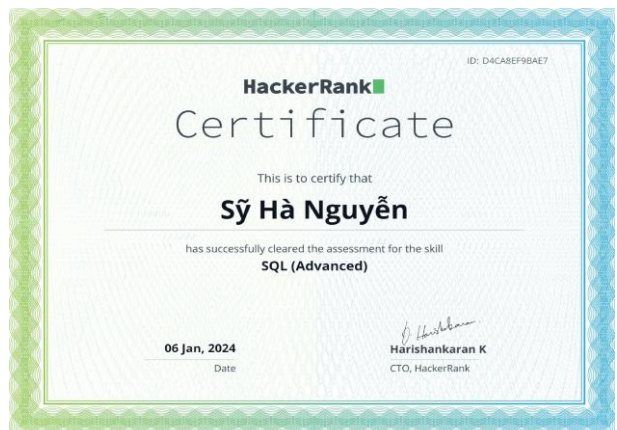 ID: D4CA8EF9BAE7
HackerRank
Certificate
This is to certify that
Sỹ Hà Nguyễn
has successfully cleared the assessment for the skill
SQL (Advanced)
06 Jan, 2024
Date
Harishankaran K
CTO, HackerRank